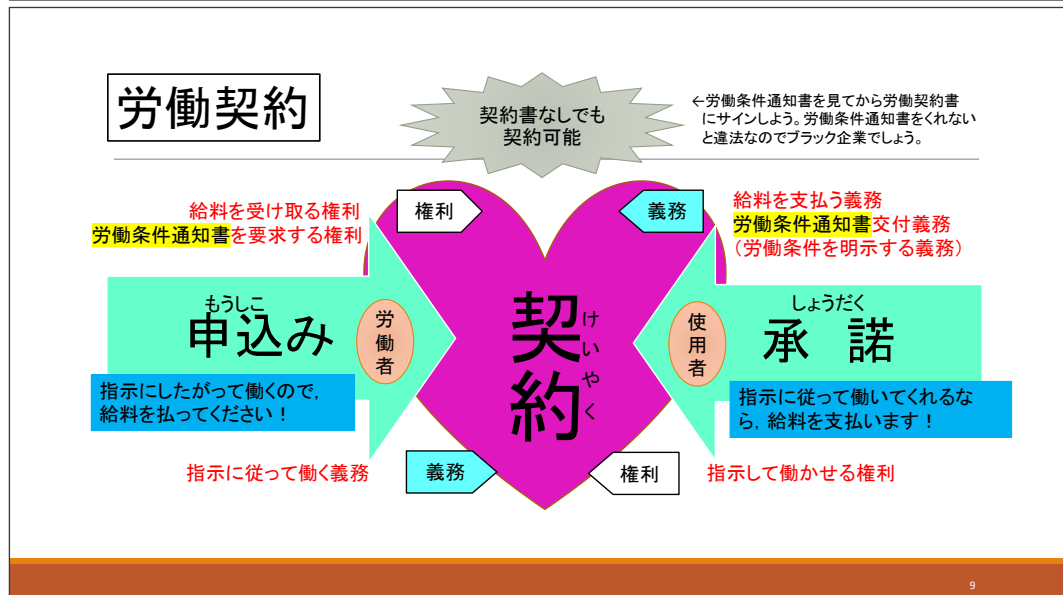 労働契約
契約書なしでも
契約可能
←労働条件通知書を見てから労働契約書
にサインしよう。労働条件通知書をくれない
と違法なのでブラック企業でしょう。
給料を受け取る権利
労働条件通知書を要求する権利
権利
義務
給料を支払う義務
労働条件通知書交付義務
（労働条件を明示する義務）
もうしこ
申込み
労働者
契約
けいやく
使用者
しょうだく
承諾
指示にしたがって働くので，
給料を払ってください！
指示に従って働いてくれるな
ら，給料を支払います！
指示に従って働く義務
義務
権利
指示して働かせる権利
9